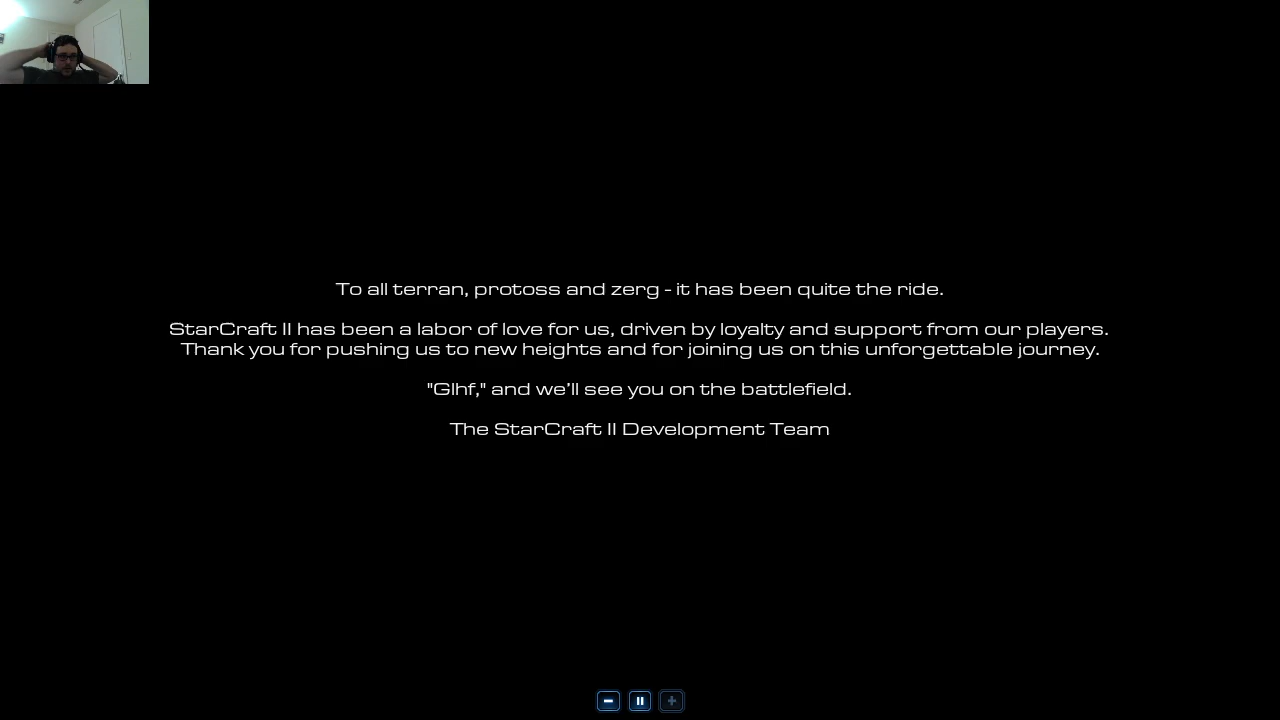 To all terran, protoss and zerg - it has been quite the ride.
StarCraft II has been a labor of love for us, driven by loyalty and support from our players.
Thank you for pushing us to new heights and for joining us on this unforgettable journey.
"Glhf," and we'll see you on the battlefield.
The StarCraft II Development Team